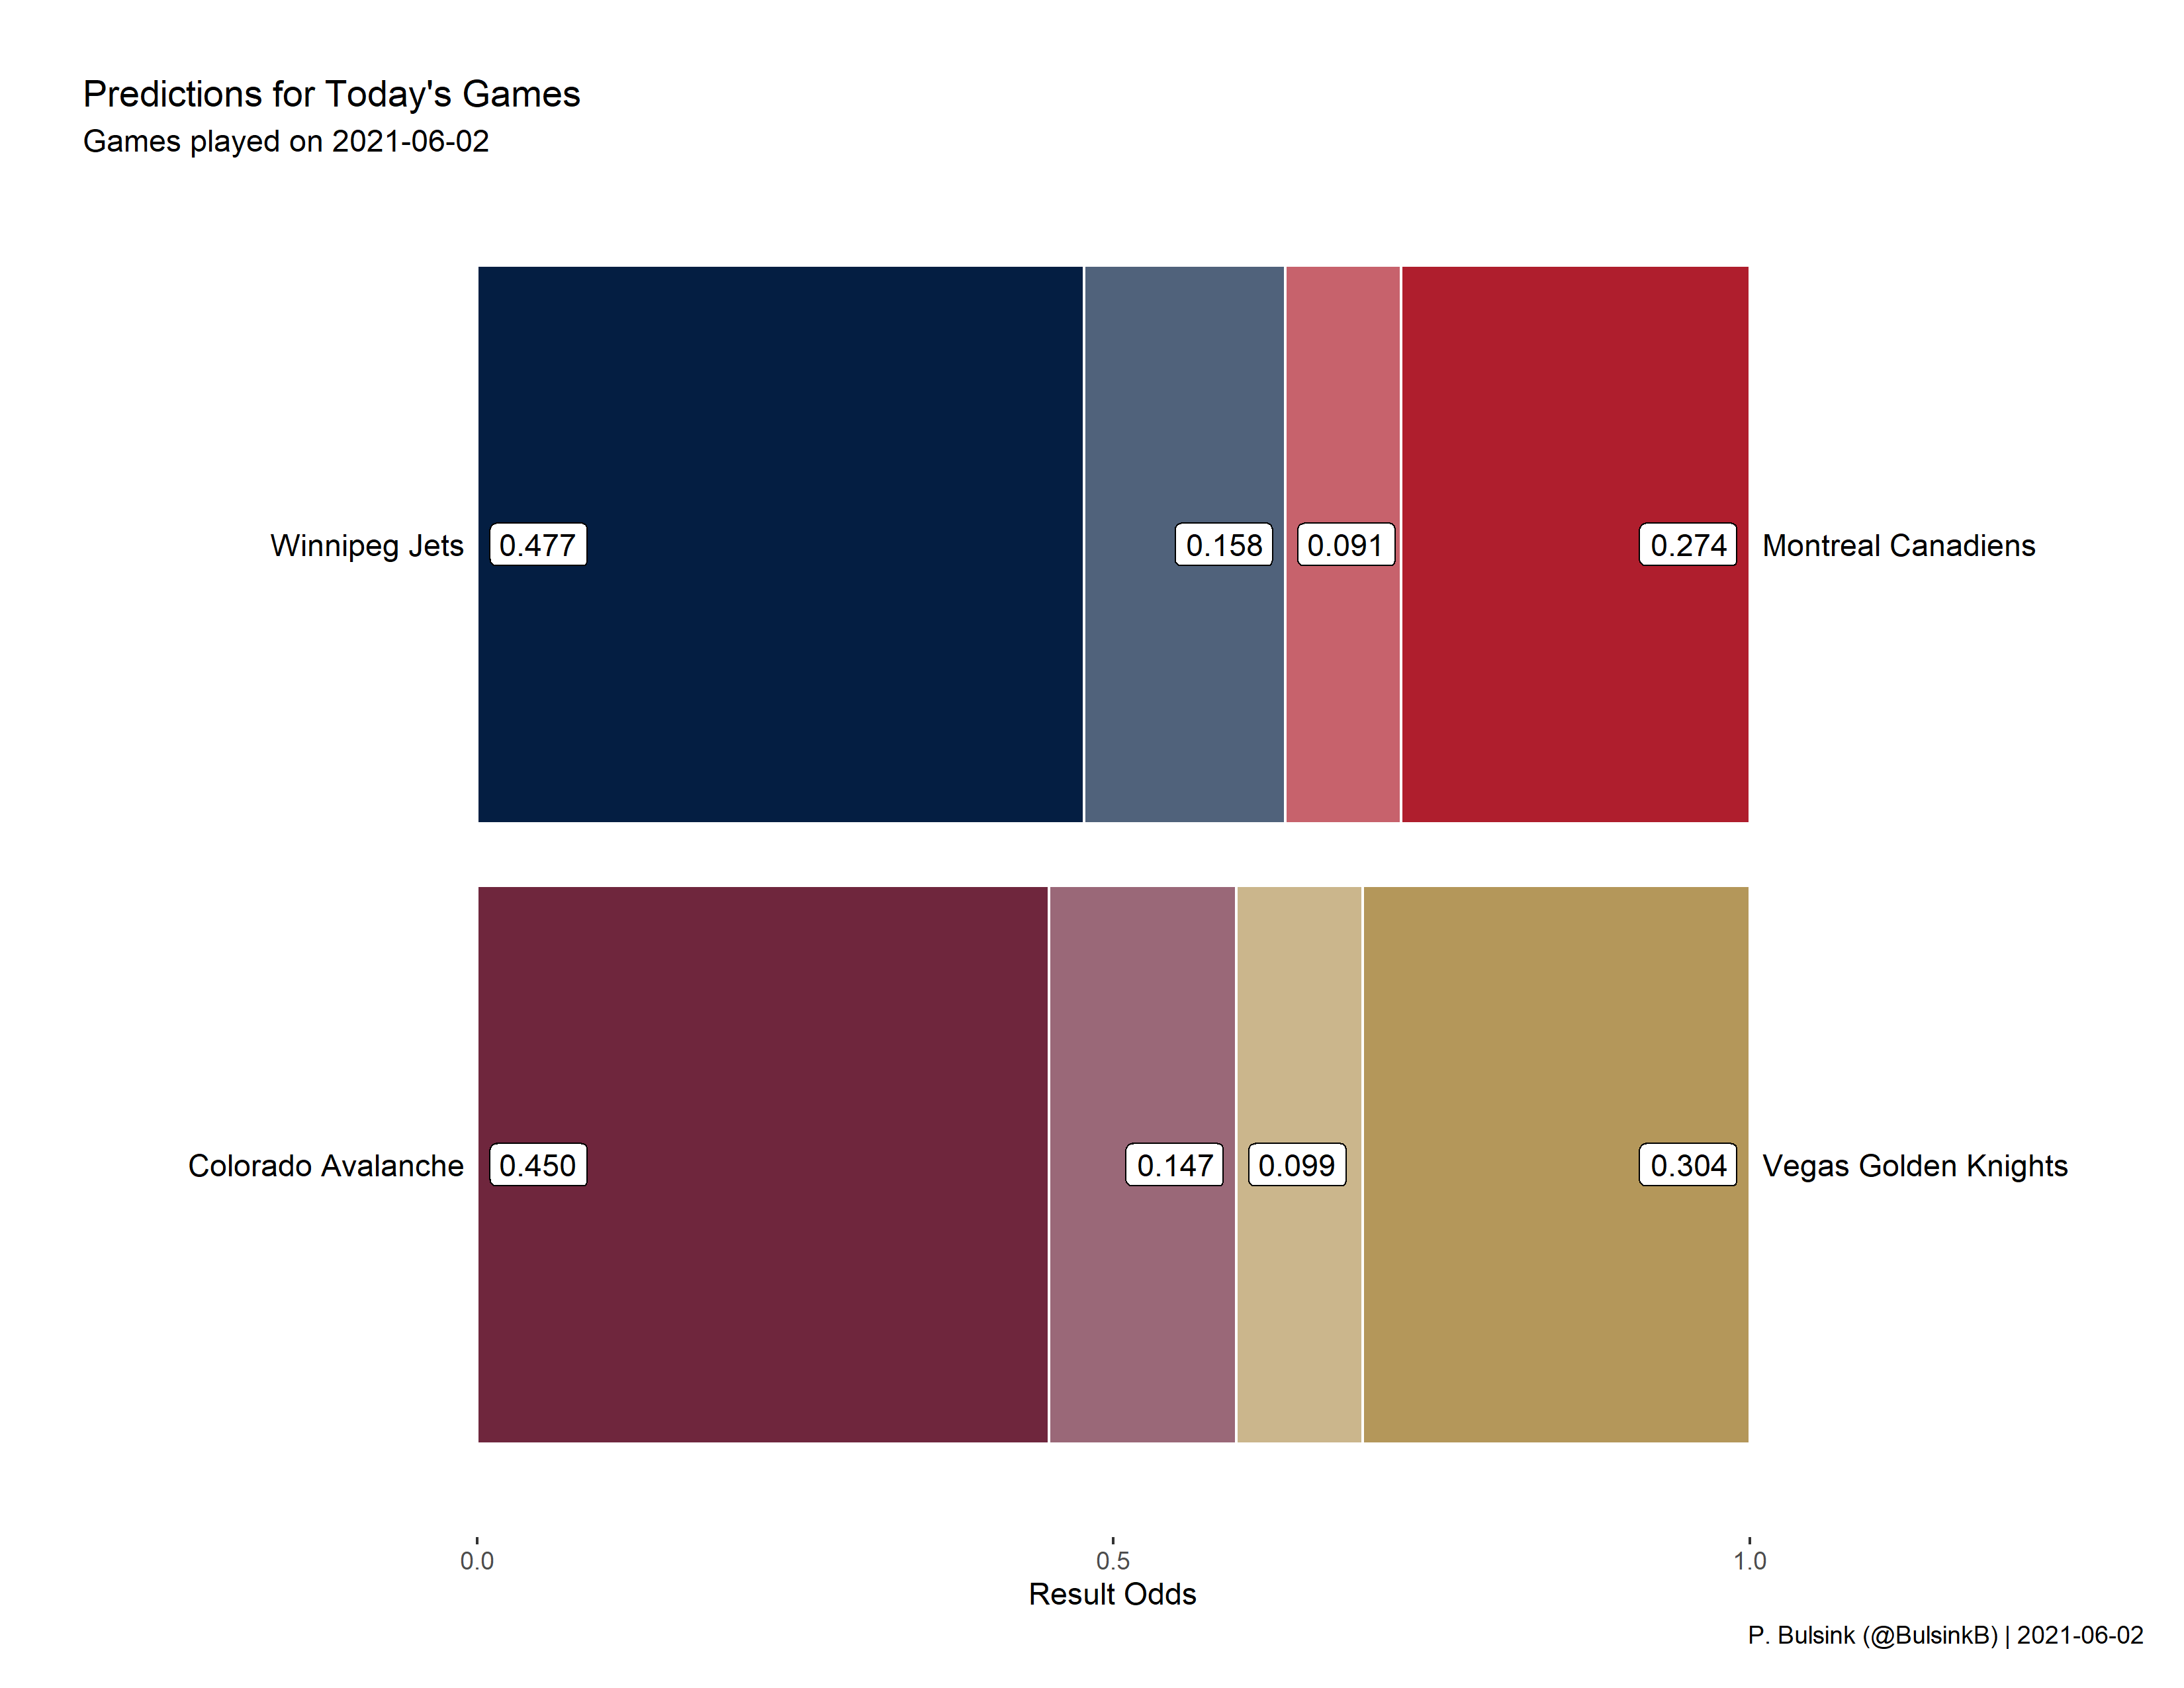 Predictions for Today's Games
Games played on 2021-06-02
Winnipeg Jets 0.477 0.158 0.091 0.274 Montreal Canadiens
Colorado Avalanche 0.450 0.147 0.099 0.304 Vegas Golden Knights
0.0 0.5 1.0
Result Odds
P. Bulsink (@BulsinkB) | 2021-06-02